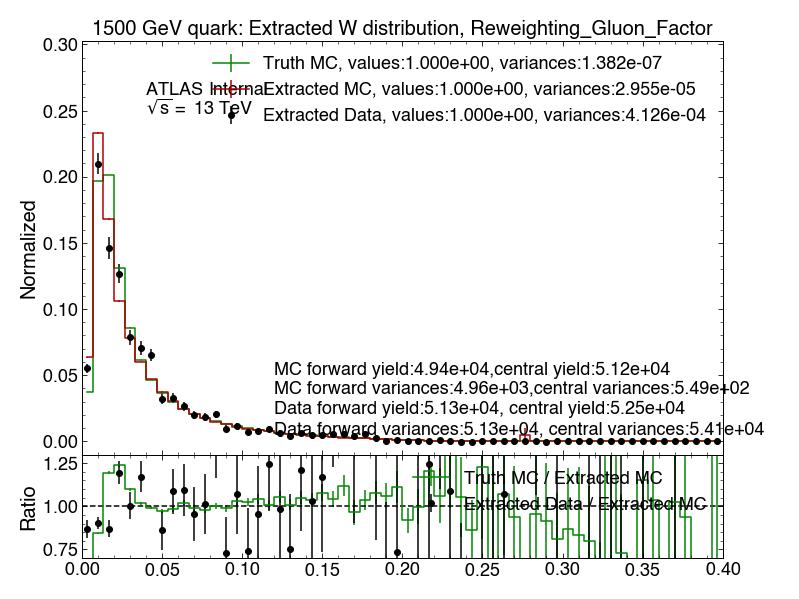 1500 GeV quark: Extracted W distribution, Reweighting_Gluon_Factor
0.30
0.25
0.20
0.15
0.10
0.05
0.00
Normalized
Truth MC, values:1.000e+00, variances:1.382e-07
ATLAS Internal
Extracted MC, values:1.000e+00, variances:2.955e-05
√s = 13 TeV
Extracted Data, values:1.000e+00, variances:4.126e-04
MC forward yield:4.94e+04,central yield:5.12e+04
MC forward variances:4.96e+03,central variances:5.49e+02
Data forward yield:5.13e+04, central yield:5.25e+04
Data forward variances:5.13e+04, central variances:5.41e+04
1.25
1.00
0.75
Ratio
Truth MC / Extracted MC
Extracted Data / Extracted MC
0.00 0.05 0.10 0.15 0.20 0.25 0.30 0.35 0.40